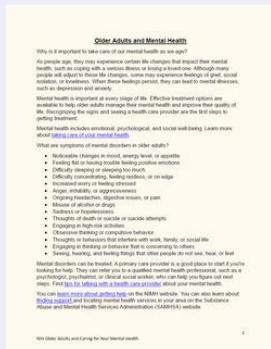 Older Adults and Mental Health
Why is it important to take care of our mental health as we age?
As people age, they may experience certain life changes that impact their mental
health, such as coping with a serious illness or losing a loved one. Although many
people will adjust to these life changes, some may experience feelings of grief, social
isolation, or loneliness. When these feelings persist, they can lead to mental illnesses,
such as depression and anxiety.
Mental health is important at every stage of life. Effective treatment options are
available to help older adults manage their mental health and improve their quality of
life. Recognizing the signs and seeing a health care provider are the first steps to
getting treatment.
Mental health includes emotional, psychological, and social well-being. Learn more
about taking care of your mental health.
What are symptoms of mental disorders in older adults?
• Noticeable changes in mood, energy level, or appetite
• Feeling flat or having trouble feeling positive emotions
• Difficulty sleeping or sleeping too much
• Difficulty concentrating, feeling restless, or on edge
• Increased worry or feeling stressed
• Anger, irritability, or aggressiveness
• Ongoing headaches, digestive issues, or pain
• Misuse of alcohol or drugs
• Sadness or hopelessness
• Thoughts of death or suicide or suicide attempts
• Engaging in high-risk activities
• Obsessive thinking or compulsive behavior
• Thoughts or behaviors that interfere with work, family, or social life
• Engaging in thinking or behavior that is concerning to others
• Seeing, hearing, and feeling things that other people do not see, hear, or feel
Mental disorders can be treated. A primary care provider is a good place to start if you're
looking for help. They can refer you to a qualified mental health professional, such as a
psychologist, psychiatrist, or clinical social worker, who can help you figure out next
steps. Find tips for talking with a health care provider about your mental health.
You can learn more about getting help on the NIMH website. You can also learn about
finding support and locating mental health services in your area on the Substance
Abuse and Mental Health Services Administration (SAMHSA) website.
1
NIH Older Adults and Caring for Your Mental Health